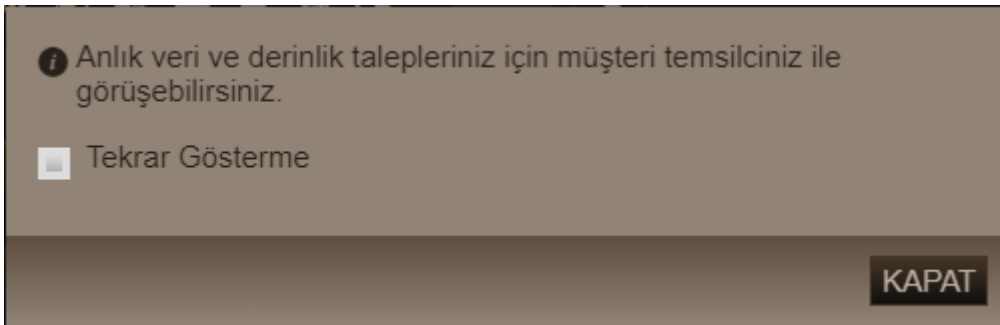 Anlık veri ve derinlik talepleriniz için müşteri temsilciniz ile
görüşebilirsiniz.
Tekrar Gösterme
KAPAT